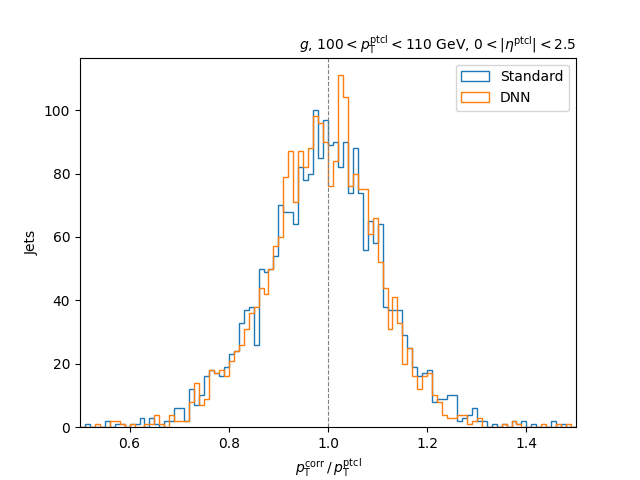 g, 100 < p_T^ptcl < 110 GeV, 0 < |η^ptcl| < 2.5
Standard
DNN
Jets
100
80
60
40
20
0
0.6 0.8 1.0 1.2 1.4
p_T^corr / p_T^ptcl